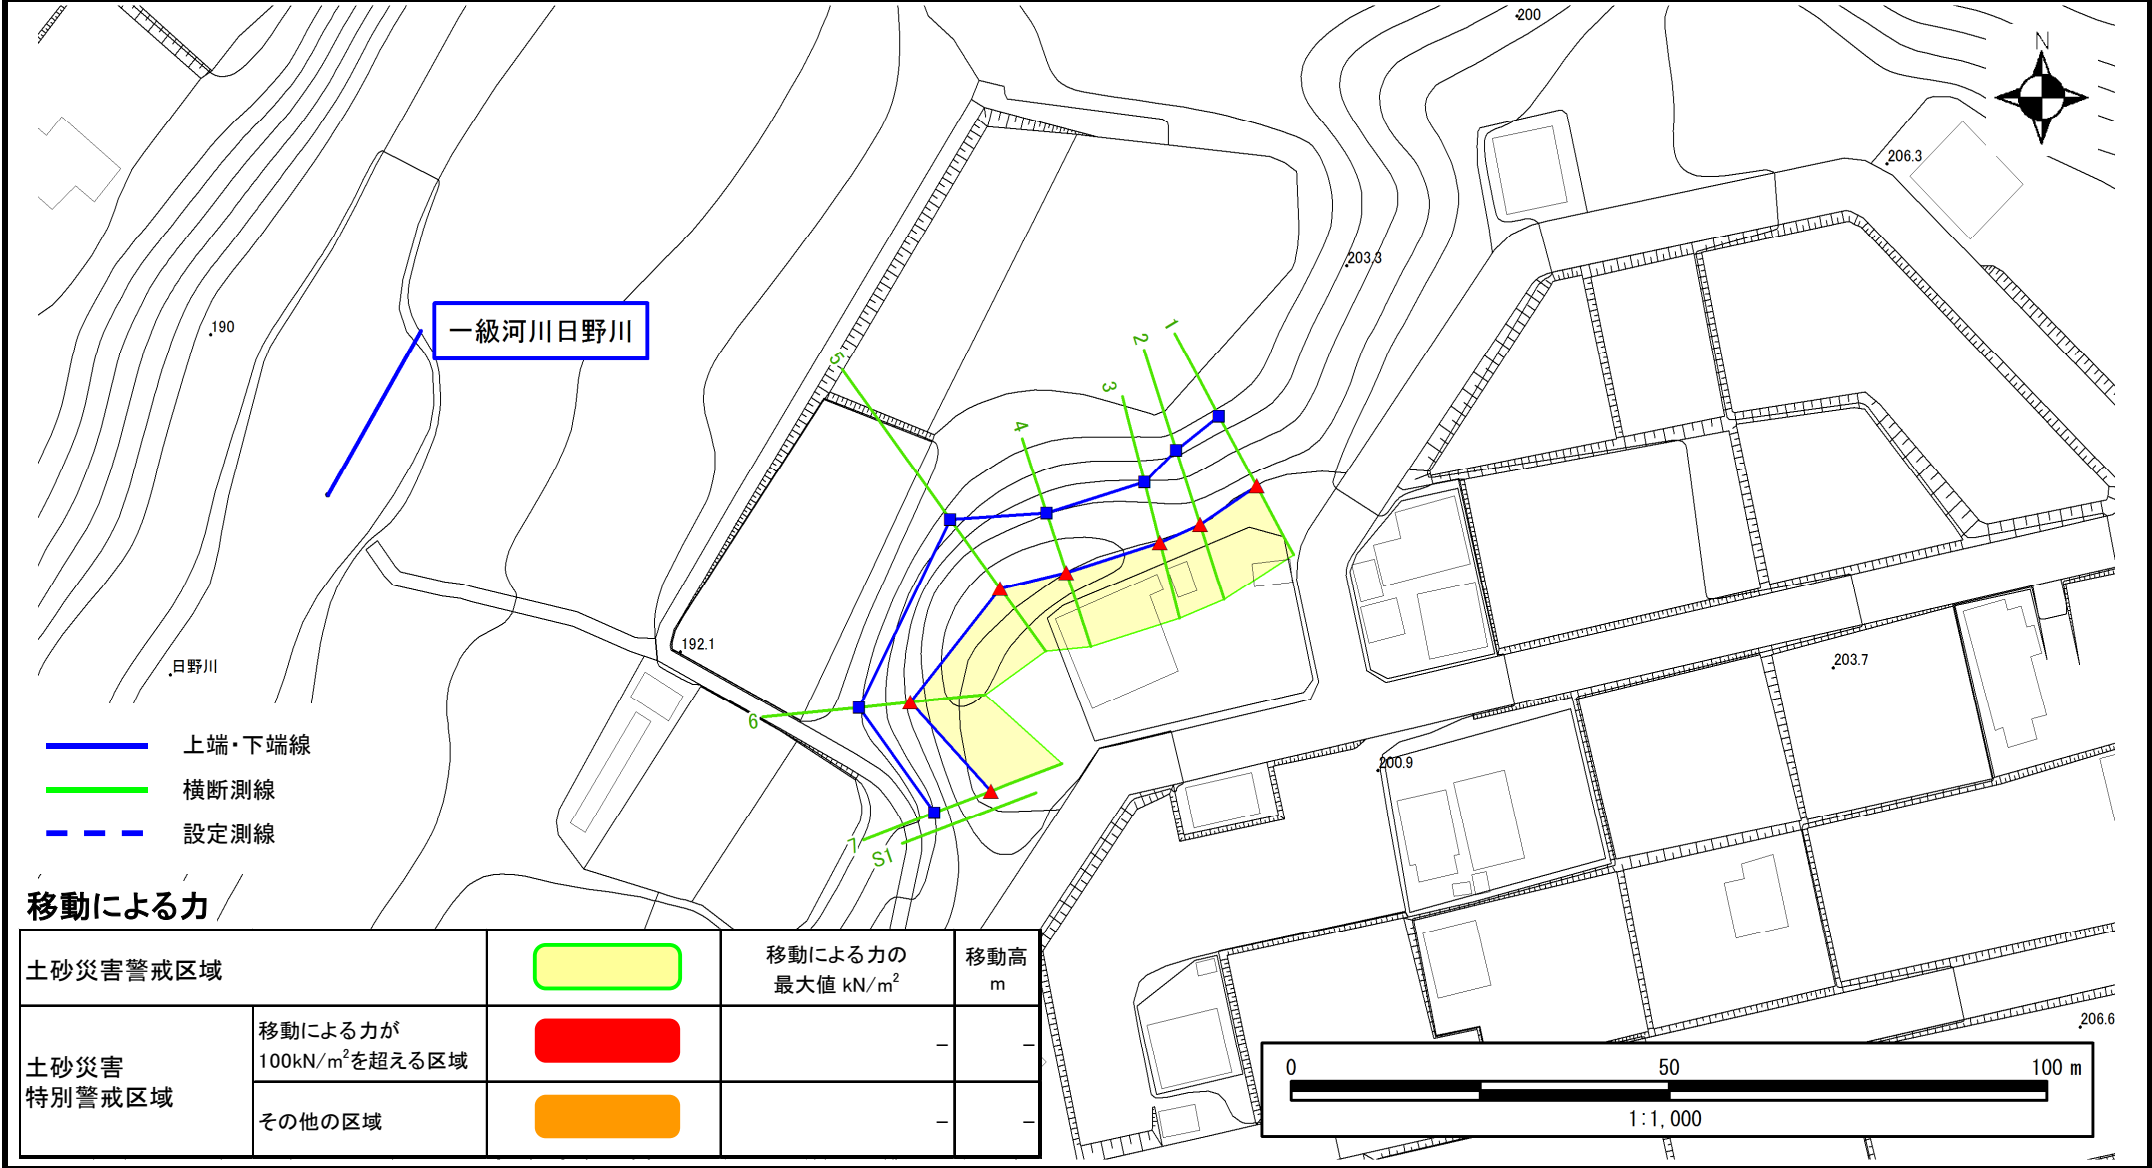 200
N
206.3
203.3
190
一級河川日野川
1
2
5
3
4
192.1
日野川
203.7
6
上端・下端線
200.9
横断測線
設定測線
7
S1
移動による力
土砂災害警戒区域
移動による力の
最大値 kN/m²
移動高
m
土砂災害
特別警戒区域
移動による力が
100kN/m²を超える区域
－
－
その他の区域
－
－
206.6
0 50 100 m
1:1,000